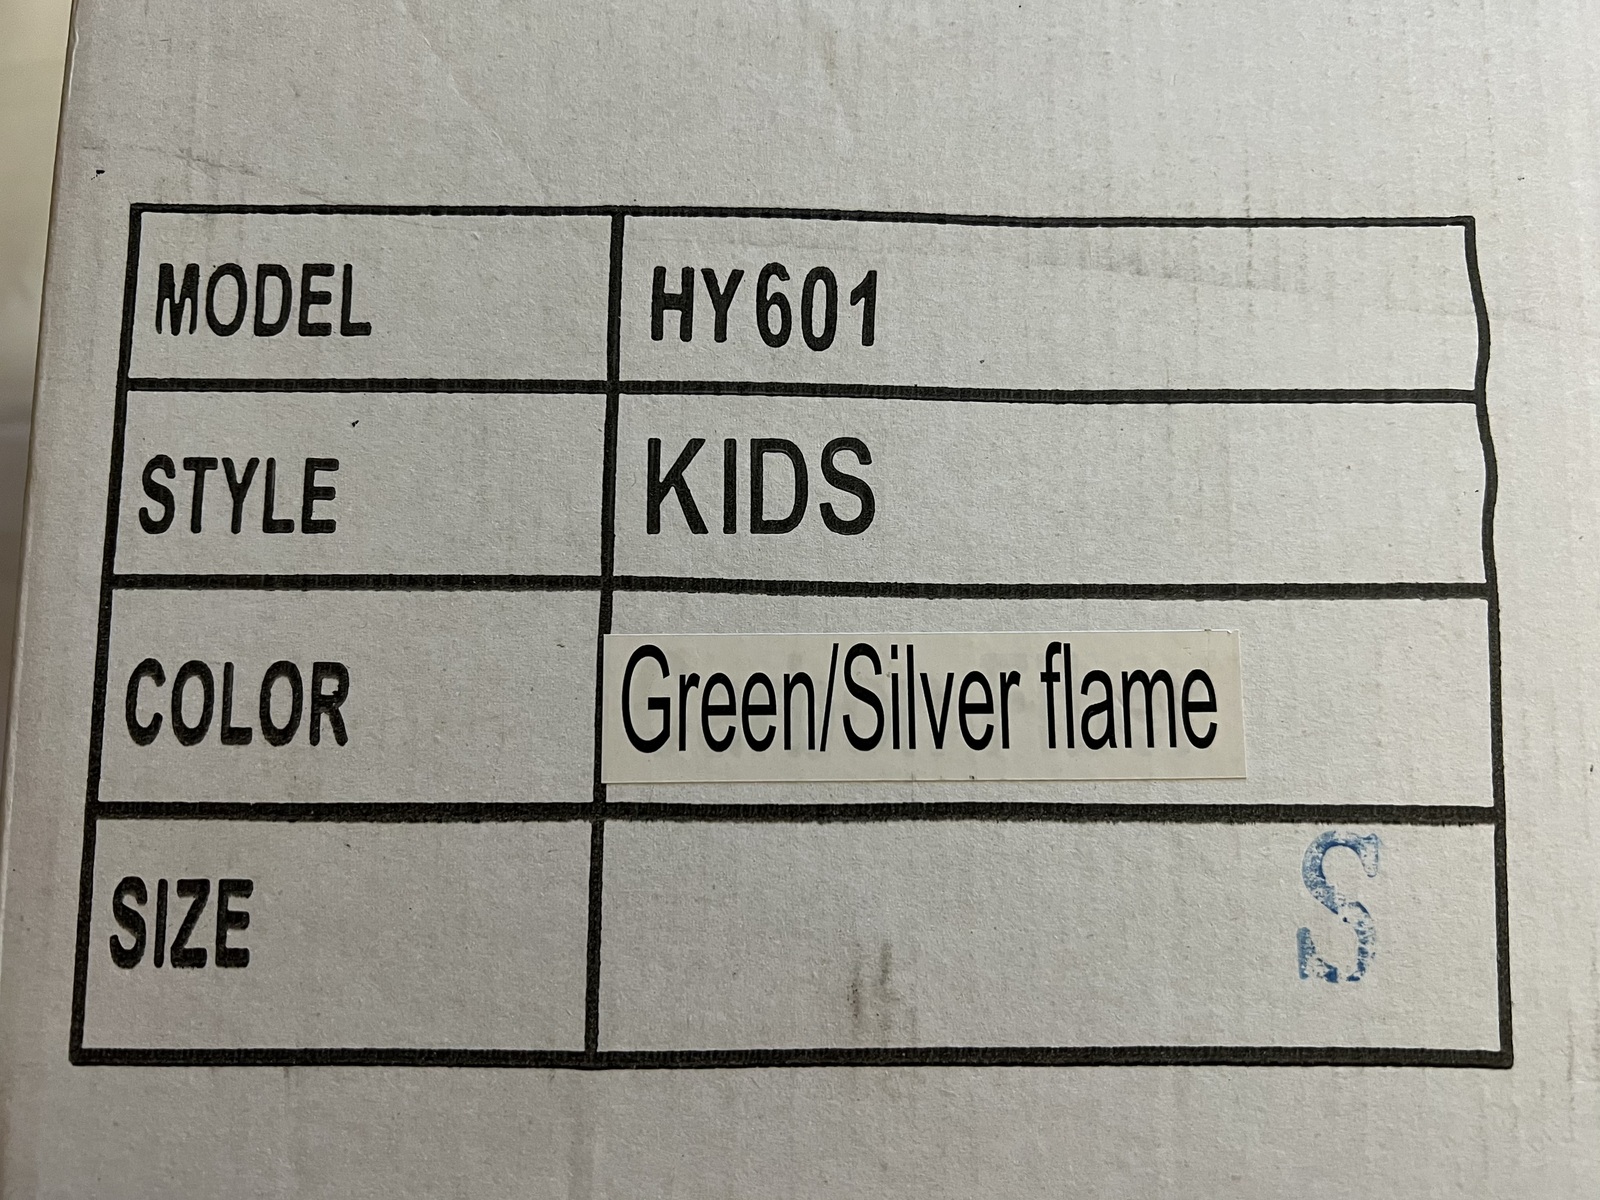 MODEL HY601
STYLE KIDS
COLOR Green/Silver flame
SIZE S